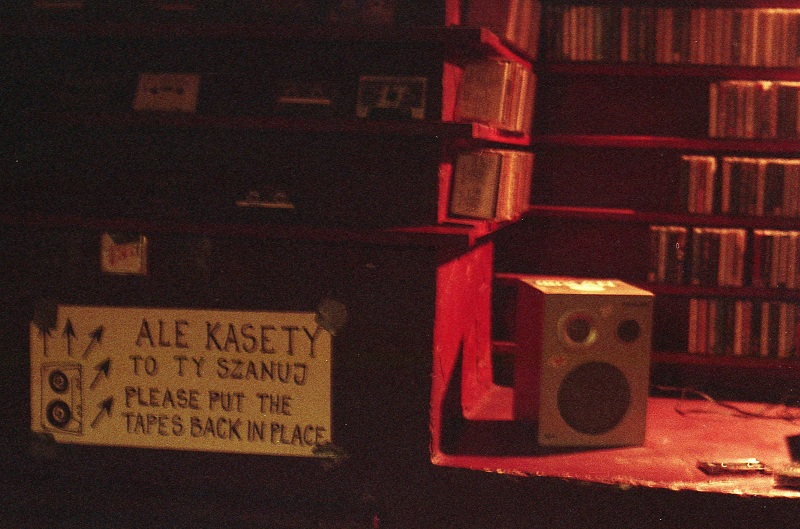 ALE KASETY
TO TY SZANUJ
PLEASE PUT THE
TAPES BACK IN PLACE